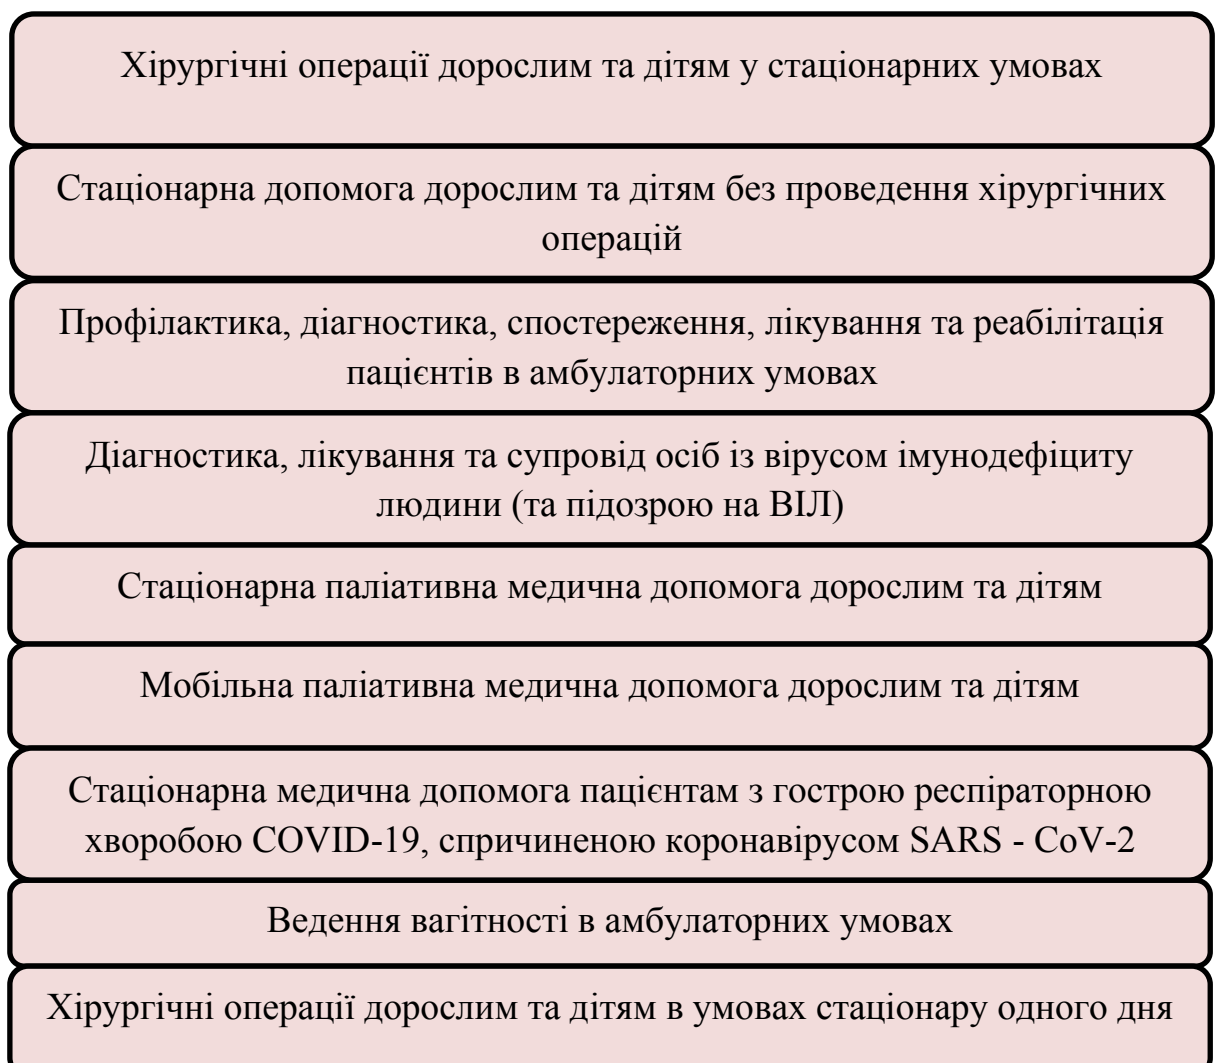 Хірургічні операції дорослим та дітям у стаціонарних умовах
Стаціонарна допомога дорослим та дітям без проведення хірургічних
операцій
Профілактика, діагностика, спостереження, лікування та реабілітація
пацієнтів в амбулаторних умовах
Діагностика, лікування та супровід осіб із вірусом імунодефіциту
людини (та підозрою на ВІЛ)
Стаціонарна паліативна медична допомога дорослим та дітям
Мобільна паліативна медична допомога дорослим та дітям
Стаціонарна медична допомога пацієнтам з гострою респіраторною
хворобою COVID-19, спричиненою коронавірусом SARS - CoV-2
Ведення вагітності в амбулаторних умовах
Хірургічні операції дорослим та дітям в умовах стаціонару одного дня